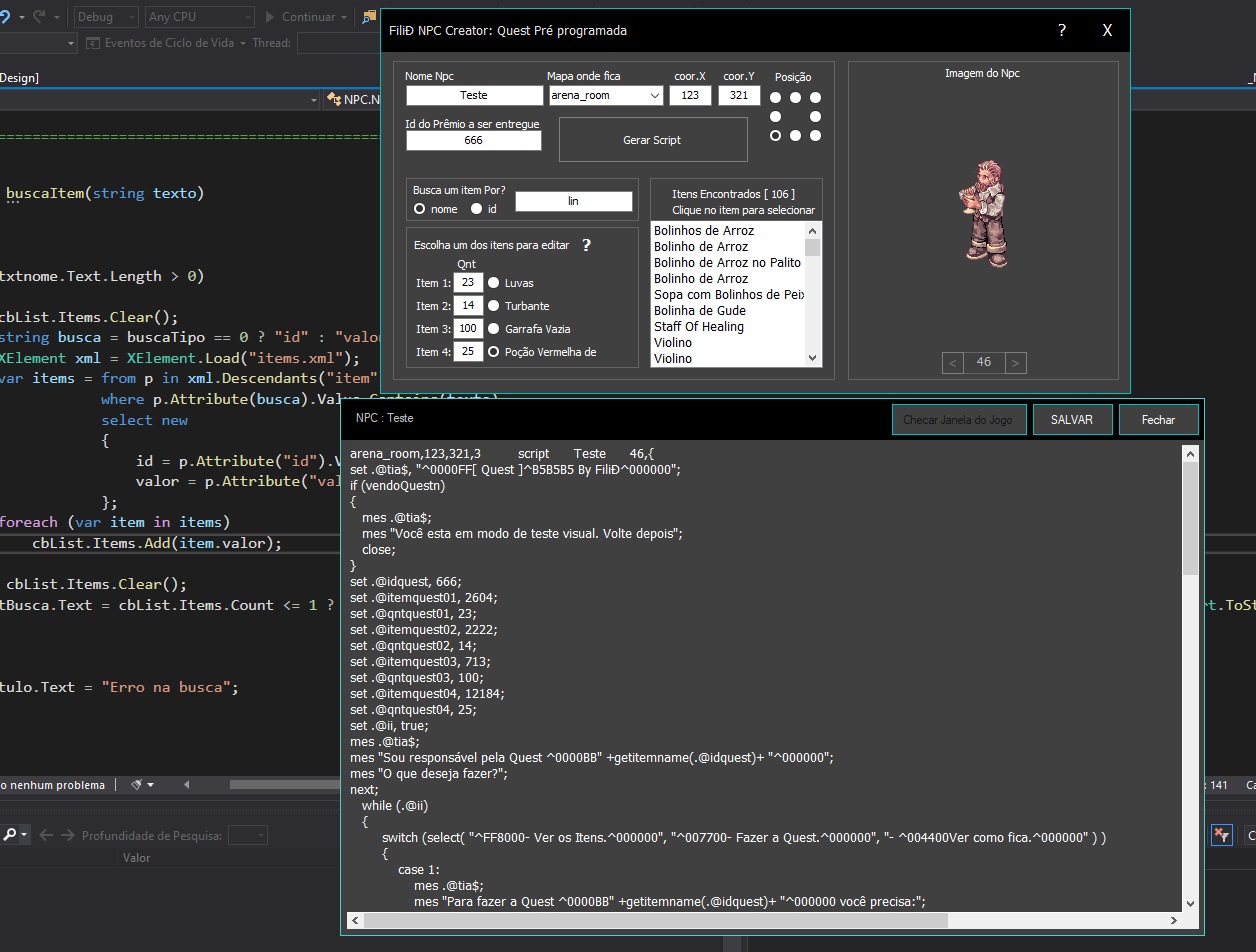 Debug
Any CPU
Continuar
Eventos de Ciclo de Vida
Thread:
Design]
NPC.N
buscaItem(string texto)
txtnome.Text.Length > 0)
cbList.Items.Clear();
string busca = buscaTipo == 0 ? "id" : "valo
XElement xml = XElement.Load("items.xml");
var items = from p in xml.Descendants("item"
where p.Attribute(busca).Valu
select new
{
id = p.Attribute("id").V
valor = p.Attribute("val
};
foreach (var item in items)
cbList.Items.Add(item.valor);
cbList.Items.Clear();
tBusca.Text = cbList.Items.Count <= 1 ?
rt.ToSt
tulo.Text = "Erro na busca";
o nenhum problema
: 141
Ca
Profundidade de Pesquisa:
Valor
FiliĐ NPC Creator: Quest Pré programada
?
X
Nome Npc
Mapa onde fica
coor.X
coor.Y
Posição
Teste
arena_room
123
321
Id do Prêmio a ser entregue
666
Gerar Script
Busca um item Por?
nome
id
lin
Escolha um dos itens para editar ?
Qnt
Item 1: 23 Luvas
Item 2: 14 Turbante
Item 3: 100 Garrafa Vazia
Item 4: 25 Poção Vermelha de
Itens Encontrados [ 106 ]
Clique no item para selecionar
Bolinhos de Arroz
Bolinho de Arroz
Bolinho de Arroz no Palito
Bolinho de Arroz
Sopa com Bolinhos de Peix
Bolinha de Gude
Staff Of Healing
Violino
Violino
Imagem do Npc
< 46 >
NPC : Teste
Checar Janela do Jogo
SALVAR
Fechar
arena_room,123,321,3 script Teste 46,{
set .@tia$, "^0000FF[ Quest ]^B5B5B5 By FiliĐ^000000";
if (vendoQuestn)
{
mes .@tia$;
mes "Você esta em modo de teste visual. Volte depois";
close;
}
set .@idquest, 666;
set .@itemquest01, 2604;
set .@qntquest01, 23;
set .@itemquest02, 2222;
set .@qntquest02, 14;
set .@itemquest03, 713;
set .@qntquest03, 100;
set .@itemquest04, 12184;
set .@qntquest04, 25;
set .@ii, true;
mes .@tia$;
mes "Sou responsável pela Quest ^0000BB" +getitemname(.@idquest)+ "^000000";
mes "O que deseja fazer?";
next;
while (.@ii)
{
switch (select( "^FF8000- Ver os Itens.^000000", "^007700- Fazer a Quest.^000000", "- ^004400Ver como fica.^000000" ) )
{
case 1:
mes .@tia$;
mes "Para fazer a Quest ^0000BB" +getitemname(.@idquest)+ "^000000 você precisa:";